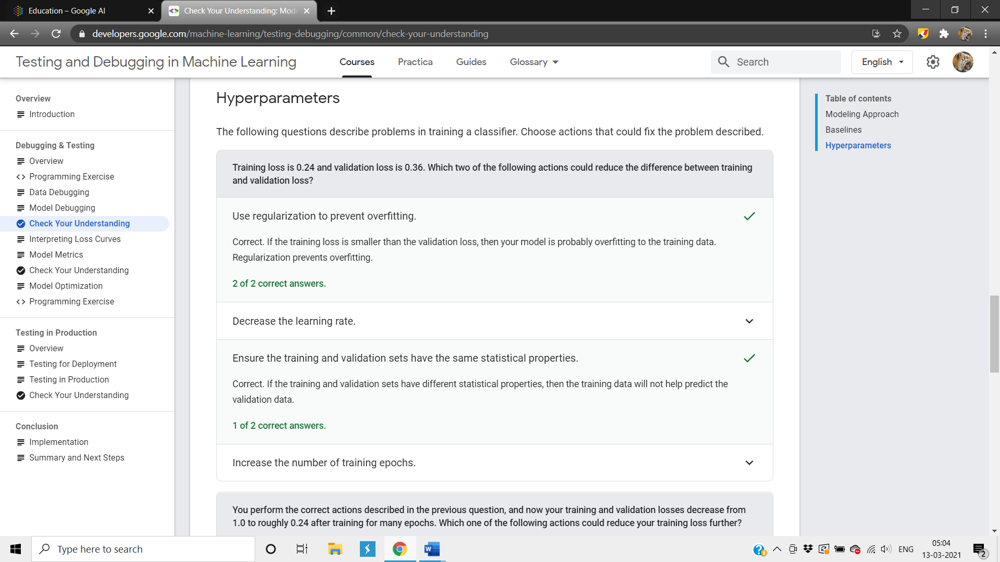 Education – Google AI
Check Your Understanding: Mod
developers.google.com/machine-learning/testing-debugging/common/check-your-understanding
Testing and Debugging in Machine Learning
Courses
Practica
Guides
Glossary
Search
English
Overview
Introduction
Debugging & Testing
Overview
Programming Exercise
Data Debugging
Model Debugging
Check Your Understanding
Interpreting Loss Curves
Model Metrics
Check Your Understanding
Model Optimization
Programming Exercise
Testing in Production
Overview
Testing for Deployment
Testing in Production
Check Your Understanding
Conclusion
Implementation
Summary and Next Steps
Hyperparameters
The following questions describe problems in training a classifier. Choose actions that could fix the problem described.
Training loss is 0.24 and validation loss is 0.36. Which two of the following actions could reduce the difference between training
and validation loss?
Use regularization to prevent overfitting.
Correct. If the training loss is smaller than the validation loss, then your model is probably overfitting to the training data.
Regularization prevents overfitting.
2 of 2 correct answers.
Decrease the learning rate.
Ensure the training and validation sets have the same statistical properties.
Correct. If the training and validation sets have different statistical properties, then the training data will not help predict the
validation data.
1 of 2 correct answers.
Increase the number of training epochs.
You perform the correct actions described in the previous question, and now your training and validation losses decrease from
1.0 to roughly 0.24 after training for many epochs. Which one of the following actions could reduce your training loss further?
Table of contents
Modeling Approach
Baselines
Hyperparameters
Type here to search
W
ENG
05:04
13-03-2021
2